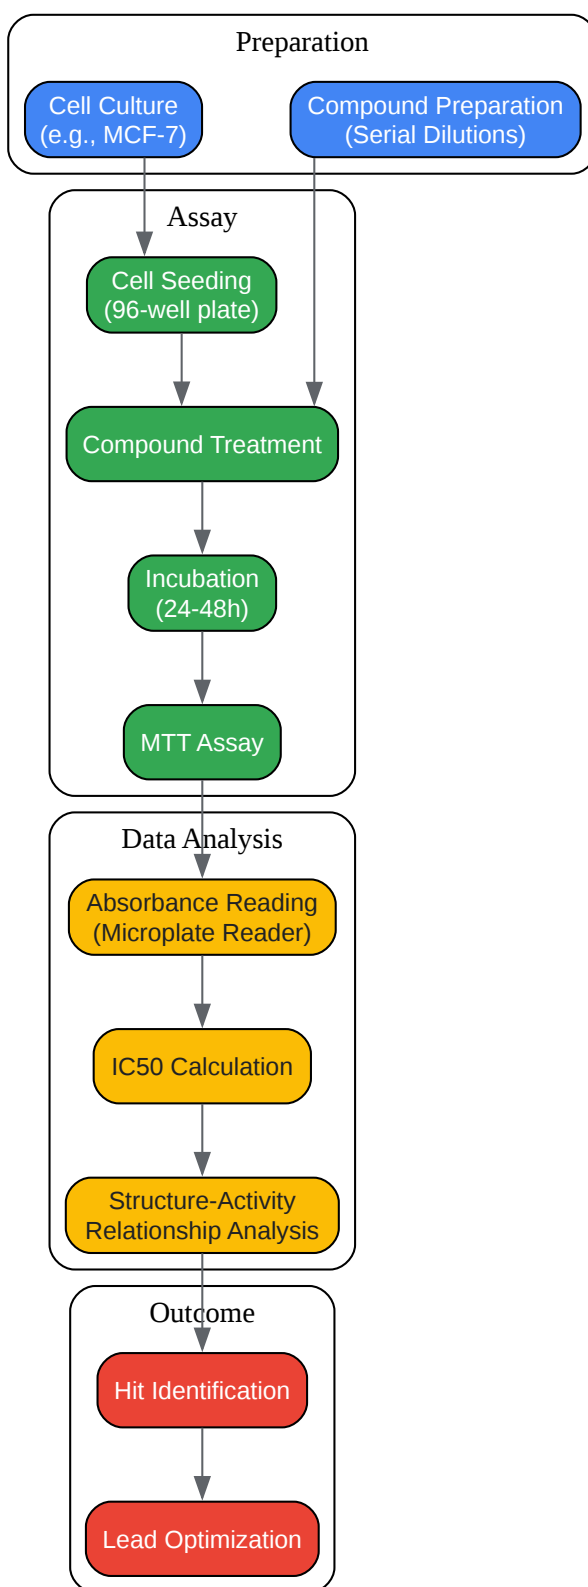 Preparation
Cell Culture
(e.g., MCF-7)
Compound Preparation
(Serial Dilutions)
Assay
Cell Seeding
(96-well plate)
Compound Treatment
Incubation
(24-48h)
MTT Assay
Data Analysis
Absorbance Reading
(Microplate Reader)
IC50 Calculation
Structure-Activity
Relationship Analysis
Outcome
Hit Identification
Lead Optimization